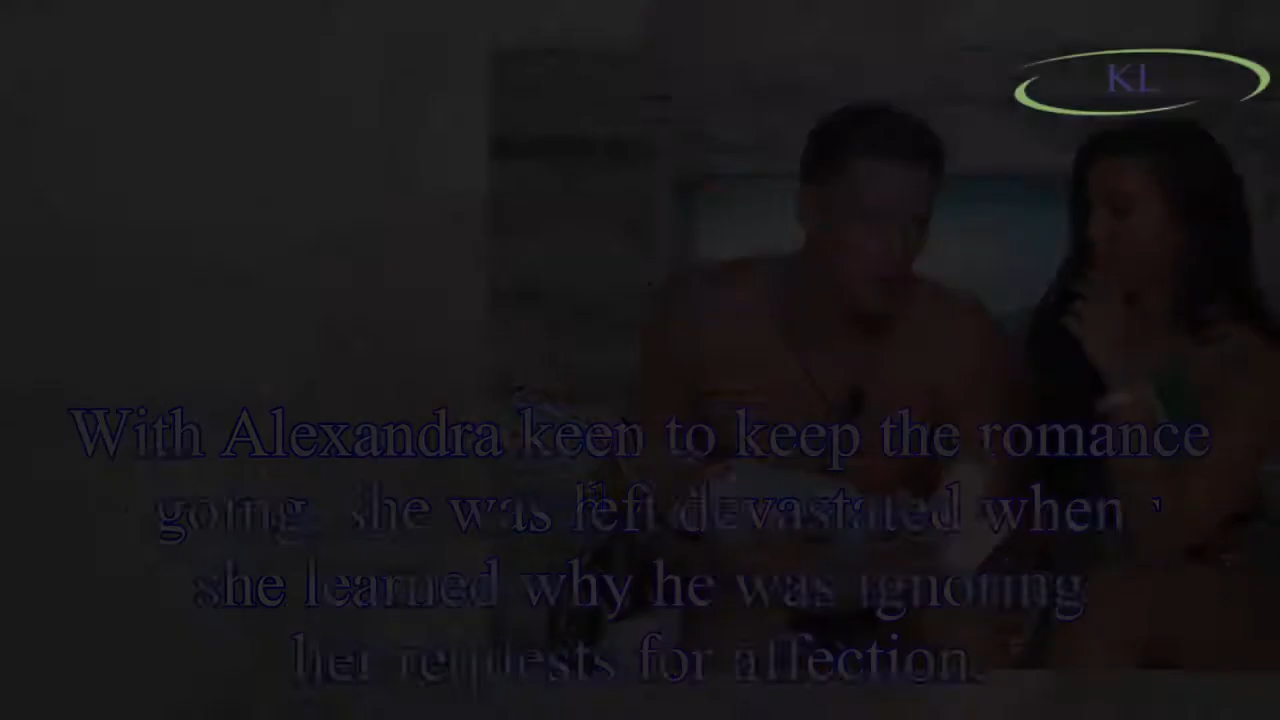 KL
With Alexandra keen to keep the romance
going, she was left devastated when
she learned why he was ignoring
her requests for affection.